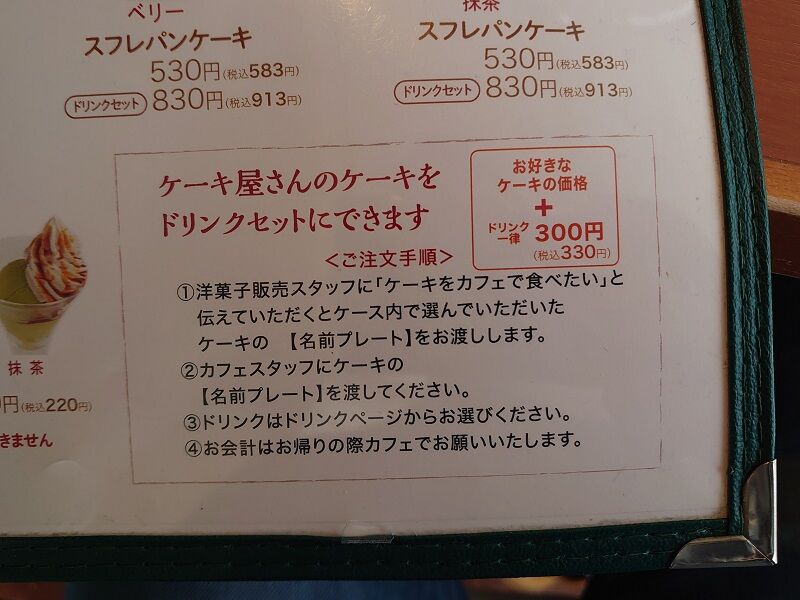 ベリー
スフレパンケーキ
530円(税込583円)
ドリンクセット 830円(税込913円)
抹茶
スフレパンケーキ
530円(税込583円)
ドリンクセット 830円(税込913円)
ケーキ屋さんのケーキを
ドリンクセットにできます
お好きな
ケーキの価格
+
ドリンク
一律 300円
(税込330円)
＜ご注文手順＞
①洋菓子販売スタッフに「ケーキをカフェで食べたい」と
伝えていただくとケース内で選んでいただいた
ケーキの 【名前プレート】をお渡しします。
②カフェスタッフにケーキの
【名前プレート】を渡してください。
③ドリンクはドリンクページからお選びください。
④お会計はお帰りの際カフェでお願いいたします。
抹茶
円(税込220円)
きません